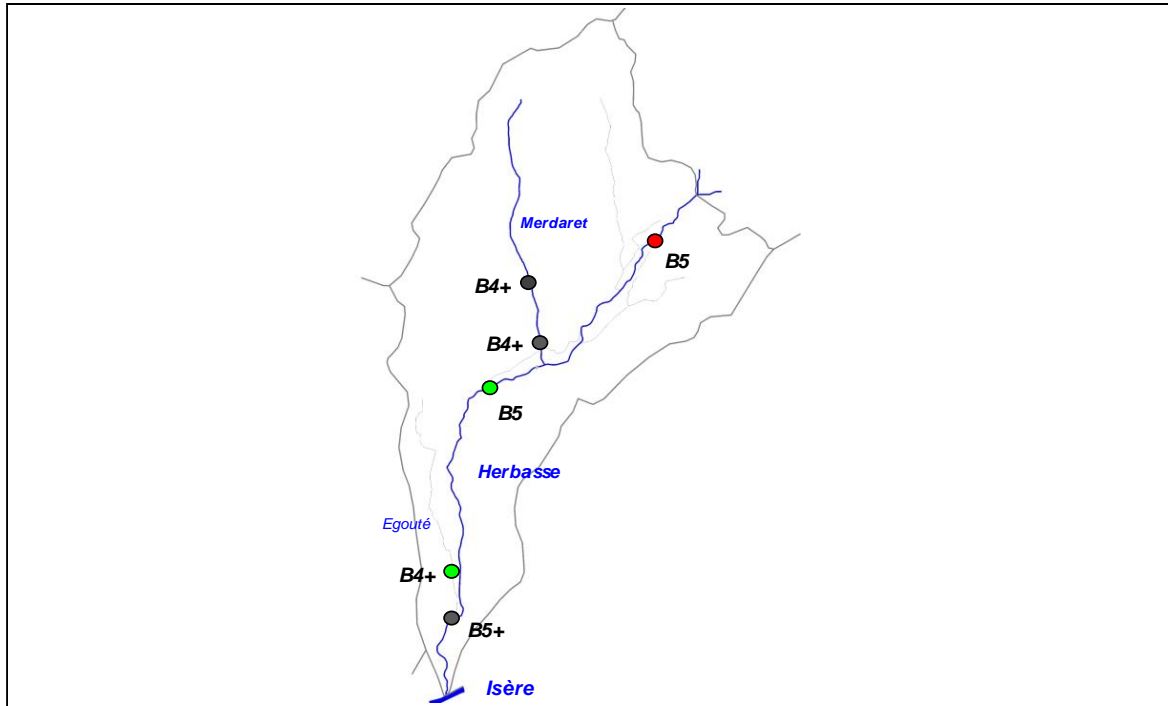 Merdaret
B5
B4+
B4+
B5
Herbasse
Egouté
B4+
B5+
Isère